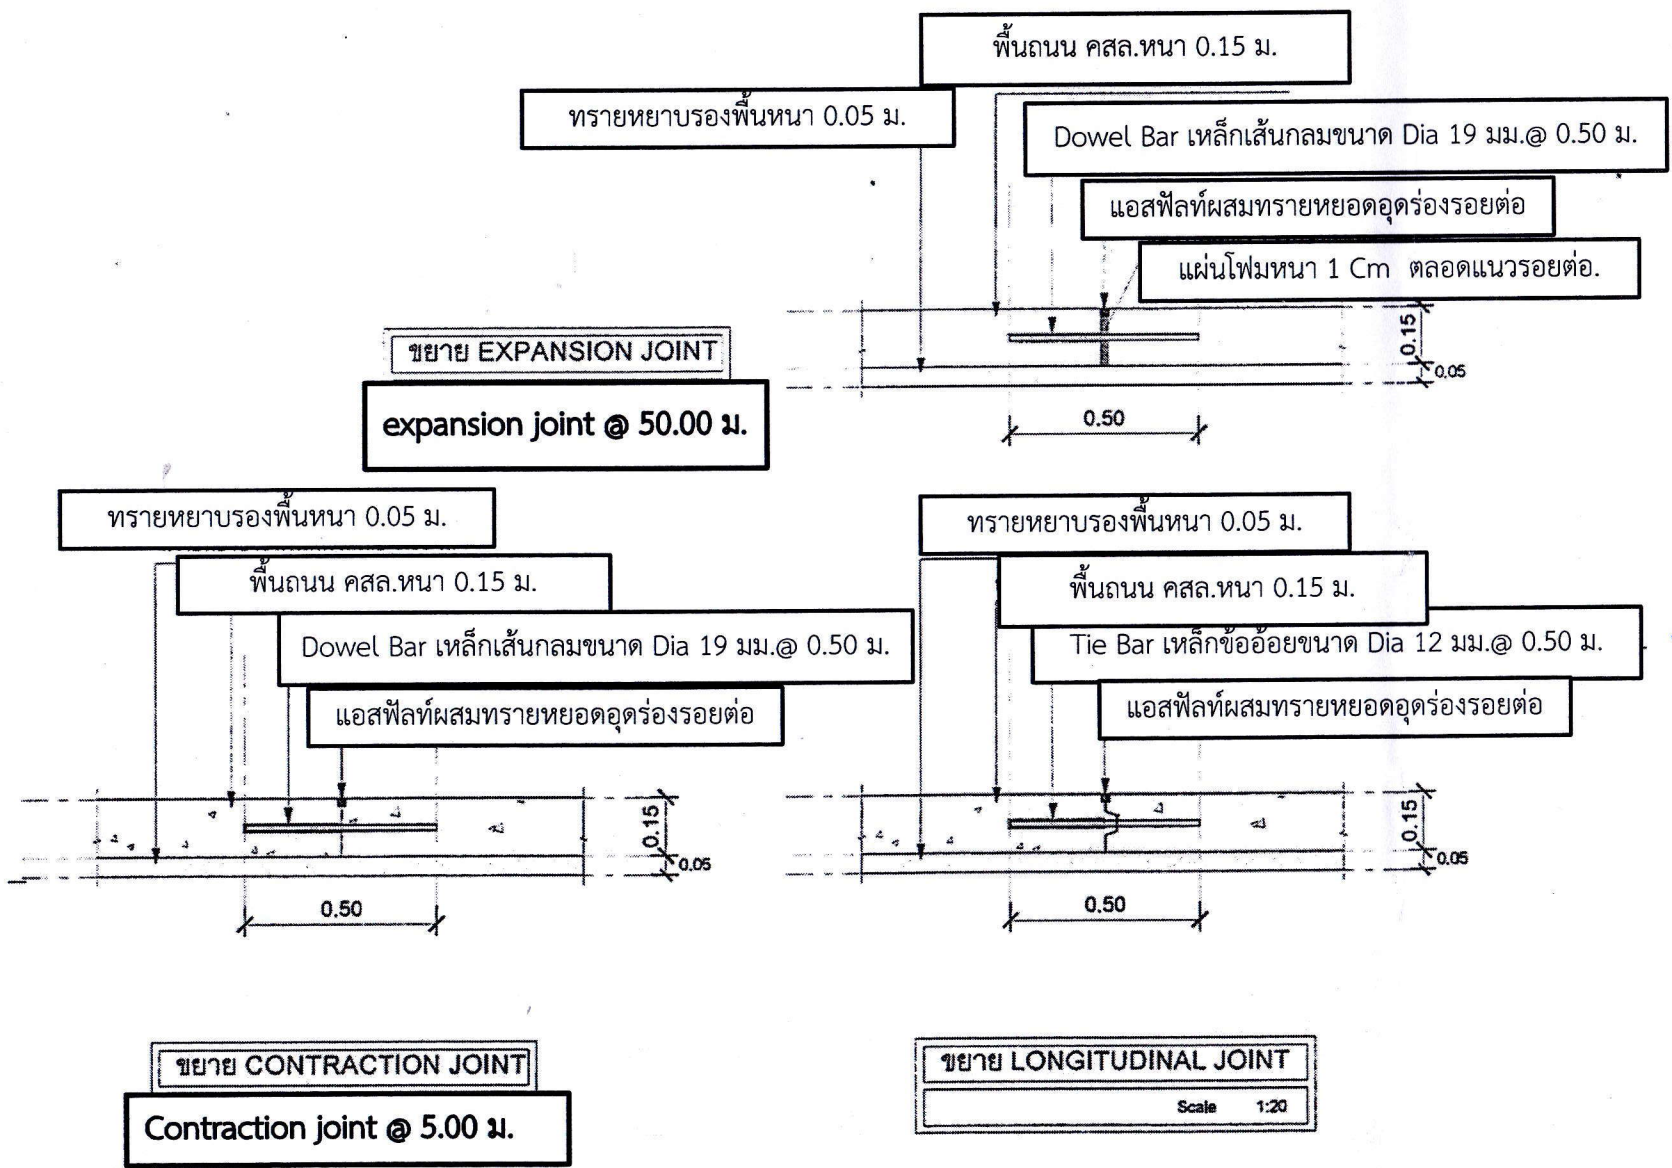 พื้นถนน คสล.หนา 0.15 ม.
ทรายหยาบรองพื้นหนา 0.05 ม.
Dowel Bar เหล็กเส้นกลมขนาด Dia 19 มม.@ 0.50 ม.
แอสฟัลท์ผสมทรายหยอดอุดร่องรอยต่อ
แผ่นโฟมหนา 1 Cm ตลอดแนวรอยต่อ.
0.15
0.05
0.50
ขยาย EXPANSION JOINT
expansion joint @ 50.00 ม.
ทรายหยาบรองพื้นหนา 0.05 ม.
พื้นถนน คสล.หนา 0.15 ม.
Dowel Bar เหล็กเส้นกลมขนาด Dia 19 มม.@ 0.50 ม.
แอสฟัลท์ผสมทรายหยอดอุดร่องรอยต่อ
0.15
0.05
0.50
ขยาย CONTRACTION JOINT
Contraction joint @ 5.00 ม.
ทรายหยาบรองพื้นหนา 0.05 ม.
พื้นถนน คสล.หนา 0.15 ม.
Tie Bar เหล็กข้ออ้อยขนาด Dia 12 มม.@ 0.50 ม.
แอสฟัลท์ผสมทรายหยอดอุดร่องรอยต่อ
0.15
0.05
0.50
ขยาย LONGITUDINAL JOINT
Scale 1:20